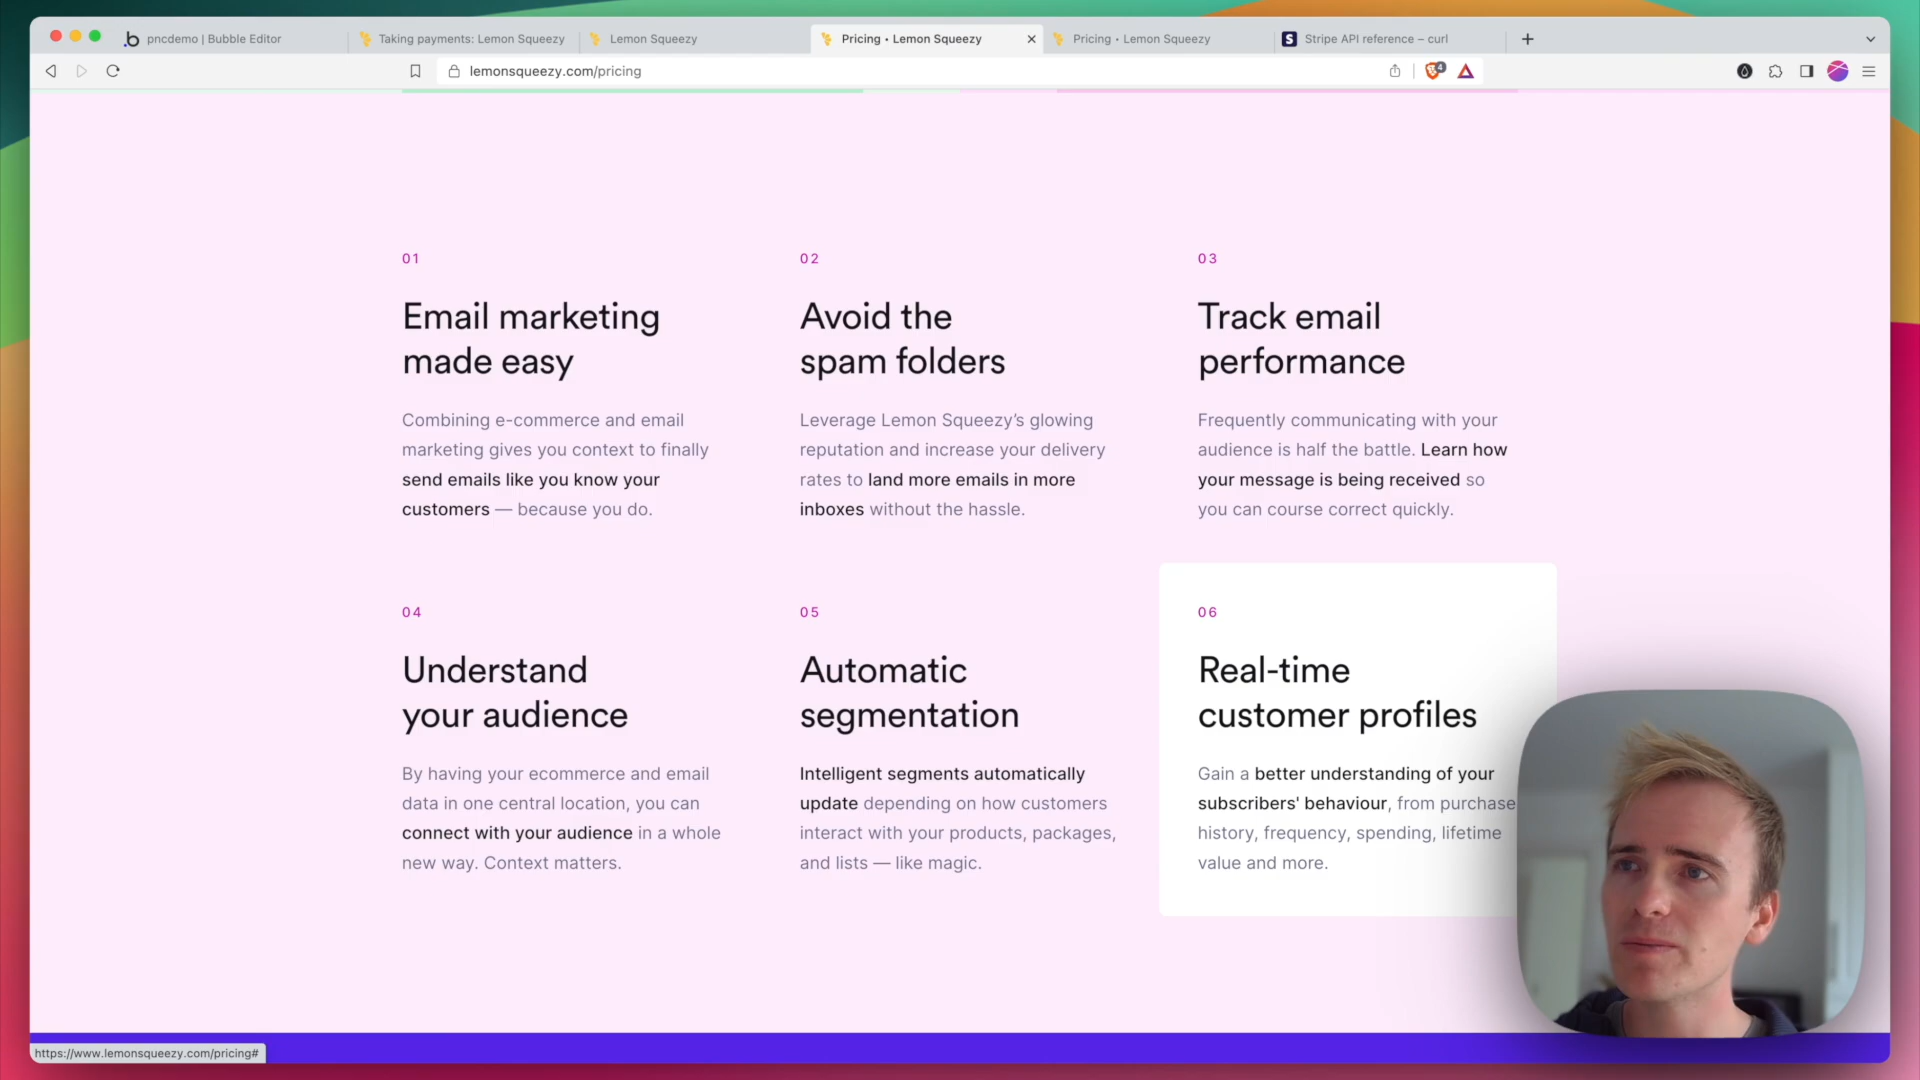 pncdemo | Bubble Editor
Taking payments: Lemon Squeezy
Lemon Squeezy
Pricing • Lemon Squeezy
Pricing • Lemon Squeezy
S
Stripe API reference – curl
lemonsqueezy.com/pricing
4
01
Email marketing
made easy
Combining e-commerce and email
marketing gives you context to finally
send emails like you know your
customers — because you do.
02
Avoid the
spam folders
Leverage Lemon Squeezy’s glowing
reputation and increase your delivery
rates to land more emails in more
inboxes without the hassle.
03
Track email
performance
Frequently communicating with your
audience is half the battle. Learn how
your message is being received so
you can course correct quickly.
04
Understand
your audience
By having your ecommerce and email
data in one central location, you can
connect with your audience in a whole
new way. Context matters.
05
Automatic
segmentation
Intelligent segments automatically
update depending on how customers
interact with your products, packages,
and lists — like magic.
06
Real-time
customer profiles
Gain a better understanding of your
subscribers' behaviour, from purchase
history, frequency, spending, lifetime
value and more.
https://www.lemonsqueezy.com/pricing#